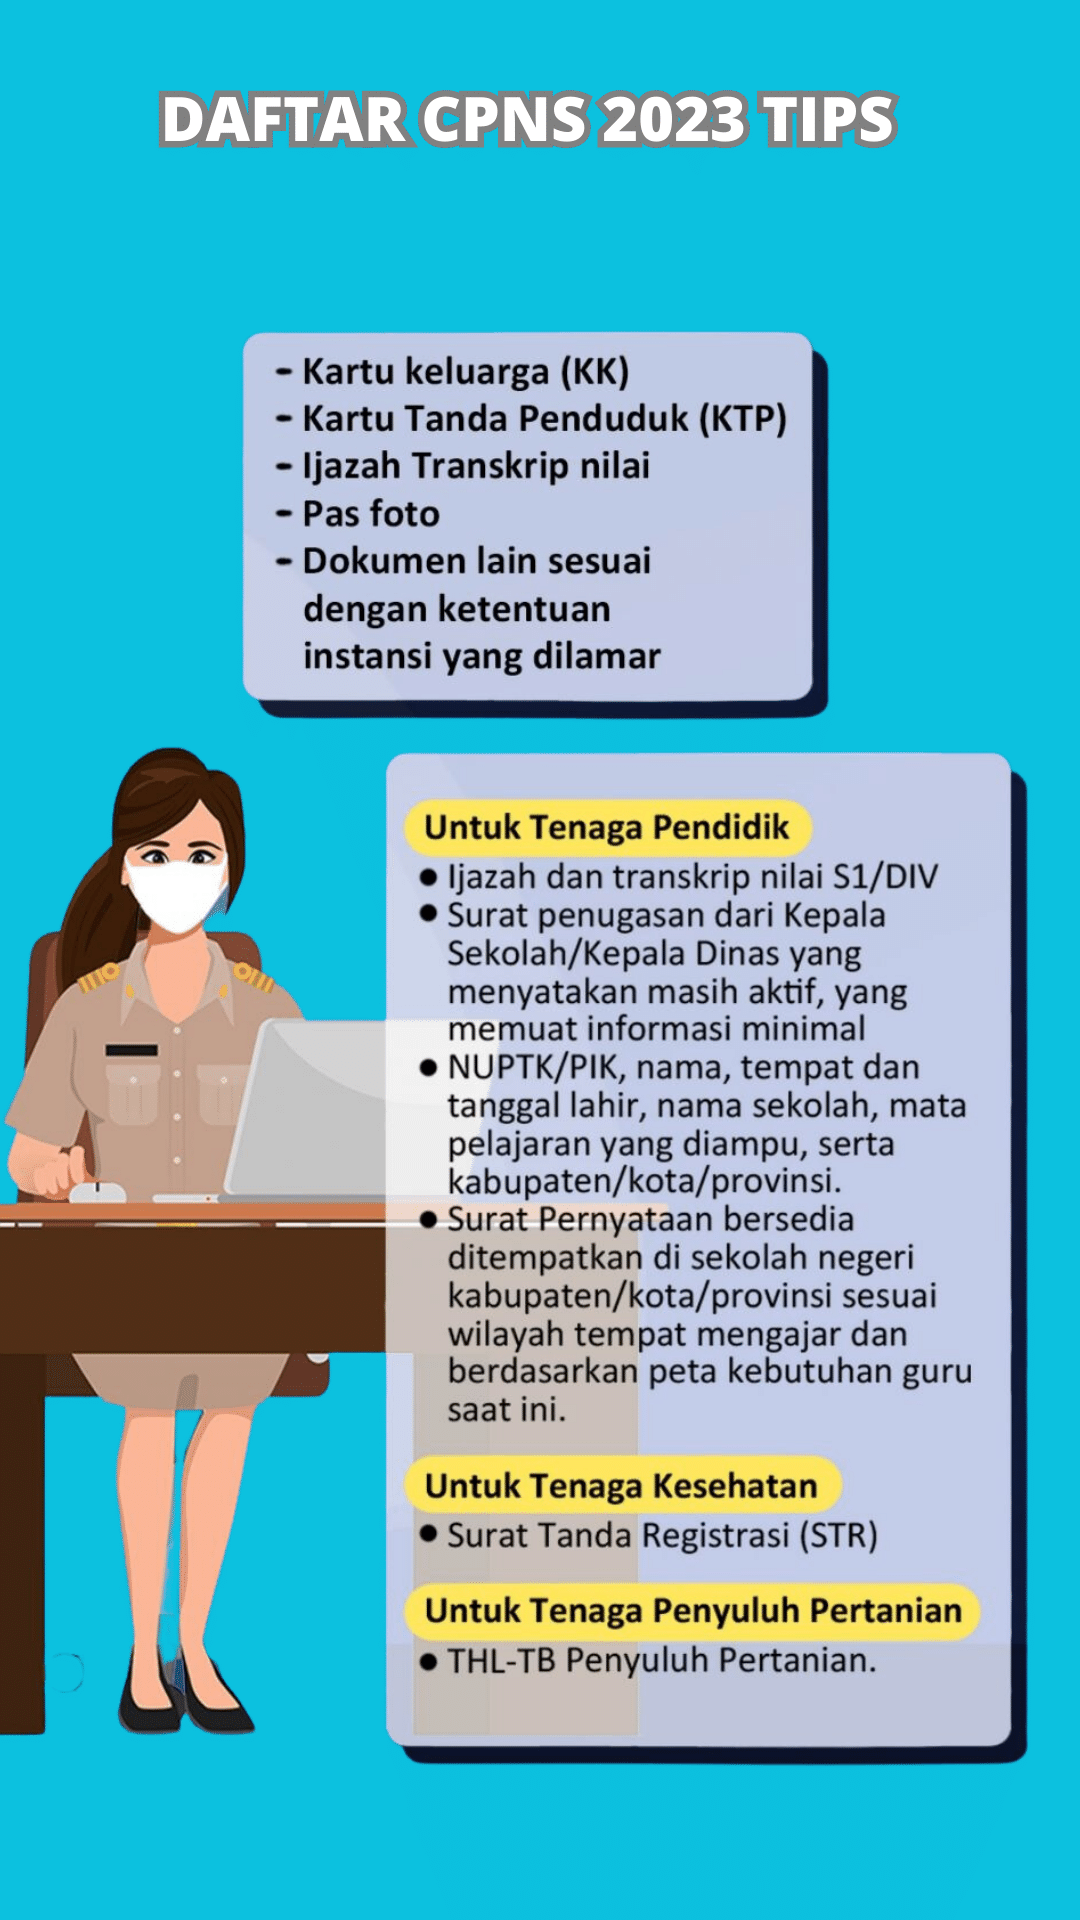 DAFTAR CPNS 2023 TIPS
- Kartu keluarga (KK)
- Kartu Tanda Penduduk (KTP)
- Ijazah Transkrip nilai
- Pas foto
- Dokumen lain sesuai
dengan ketentuan
instansi yang dilamar
Untuk Tenaga Pendidik
● Ijazah dan transkrip nilai S1/DIV
● Surat penugasan dari Kepala
Sekolah/Kepala Dinas yang
menyatakan masih aktif, yang
memuat informasi minimal
● NUPTK/PIK, nama, tempat dan
tanggal lahir, nama sekolah, mata
pelajaran yang diampu, serta
kabupaten/kota/provinsi.
● Surat Pernyataan bersedia
ditempatkan di sekolah negeri
kabupaten/kota/provinsi sesuai
wilayah tempat mengajar dan
berdasarkan peta kebutuhan guru
saat ini.
Untuk Tenaga Kesehatan
● Surat Tanda Registrasi (STR)
Untuk Tenaga Penyuluh Pertanian
● THL-TB Penyuluh Pertanian.